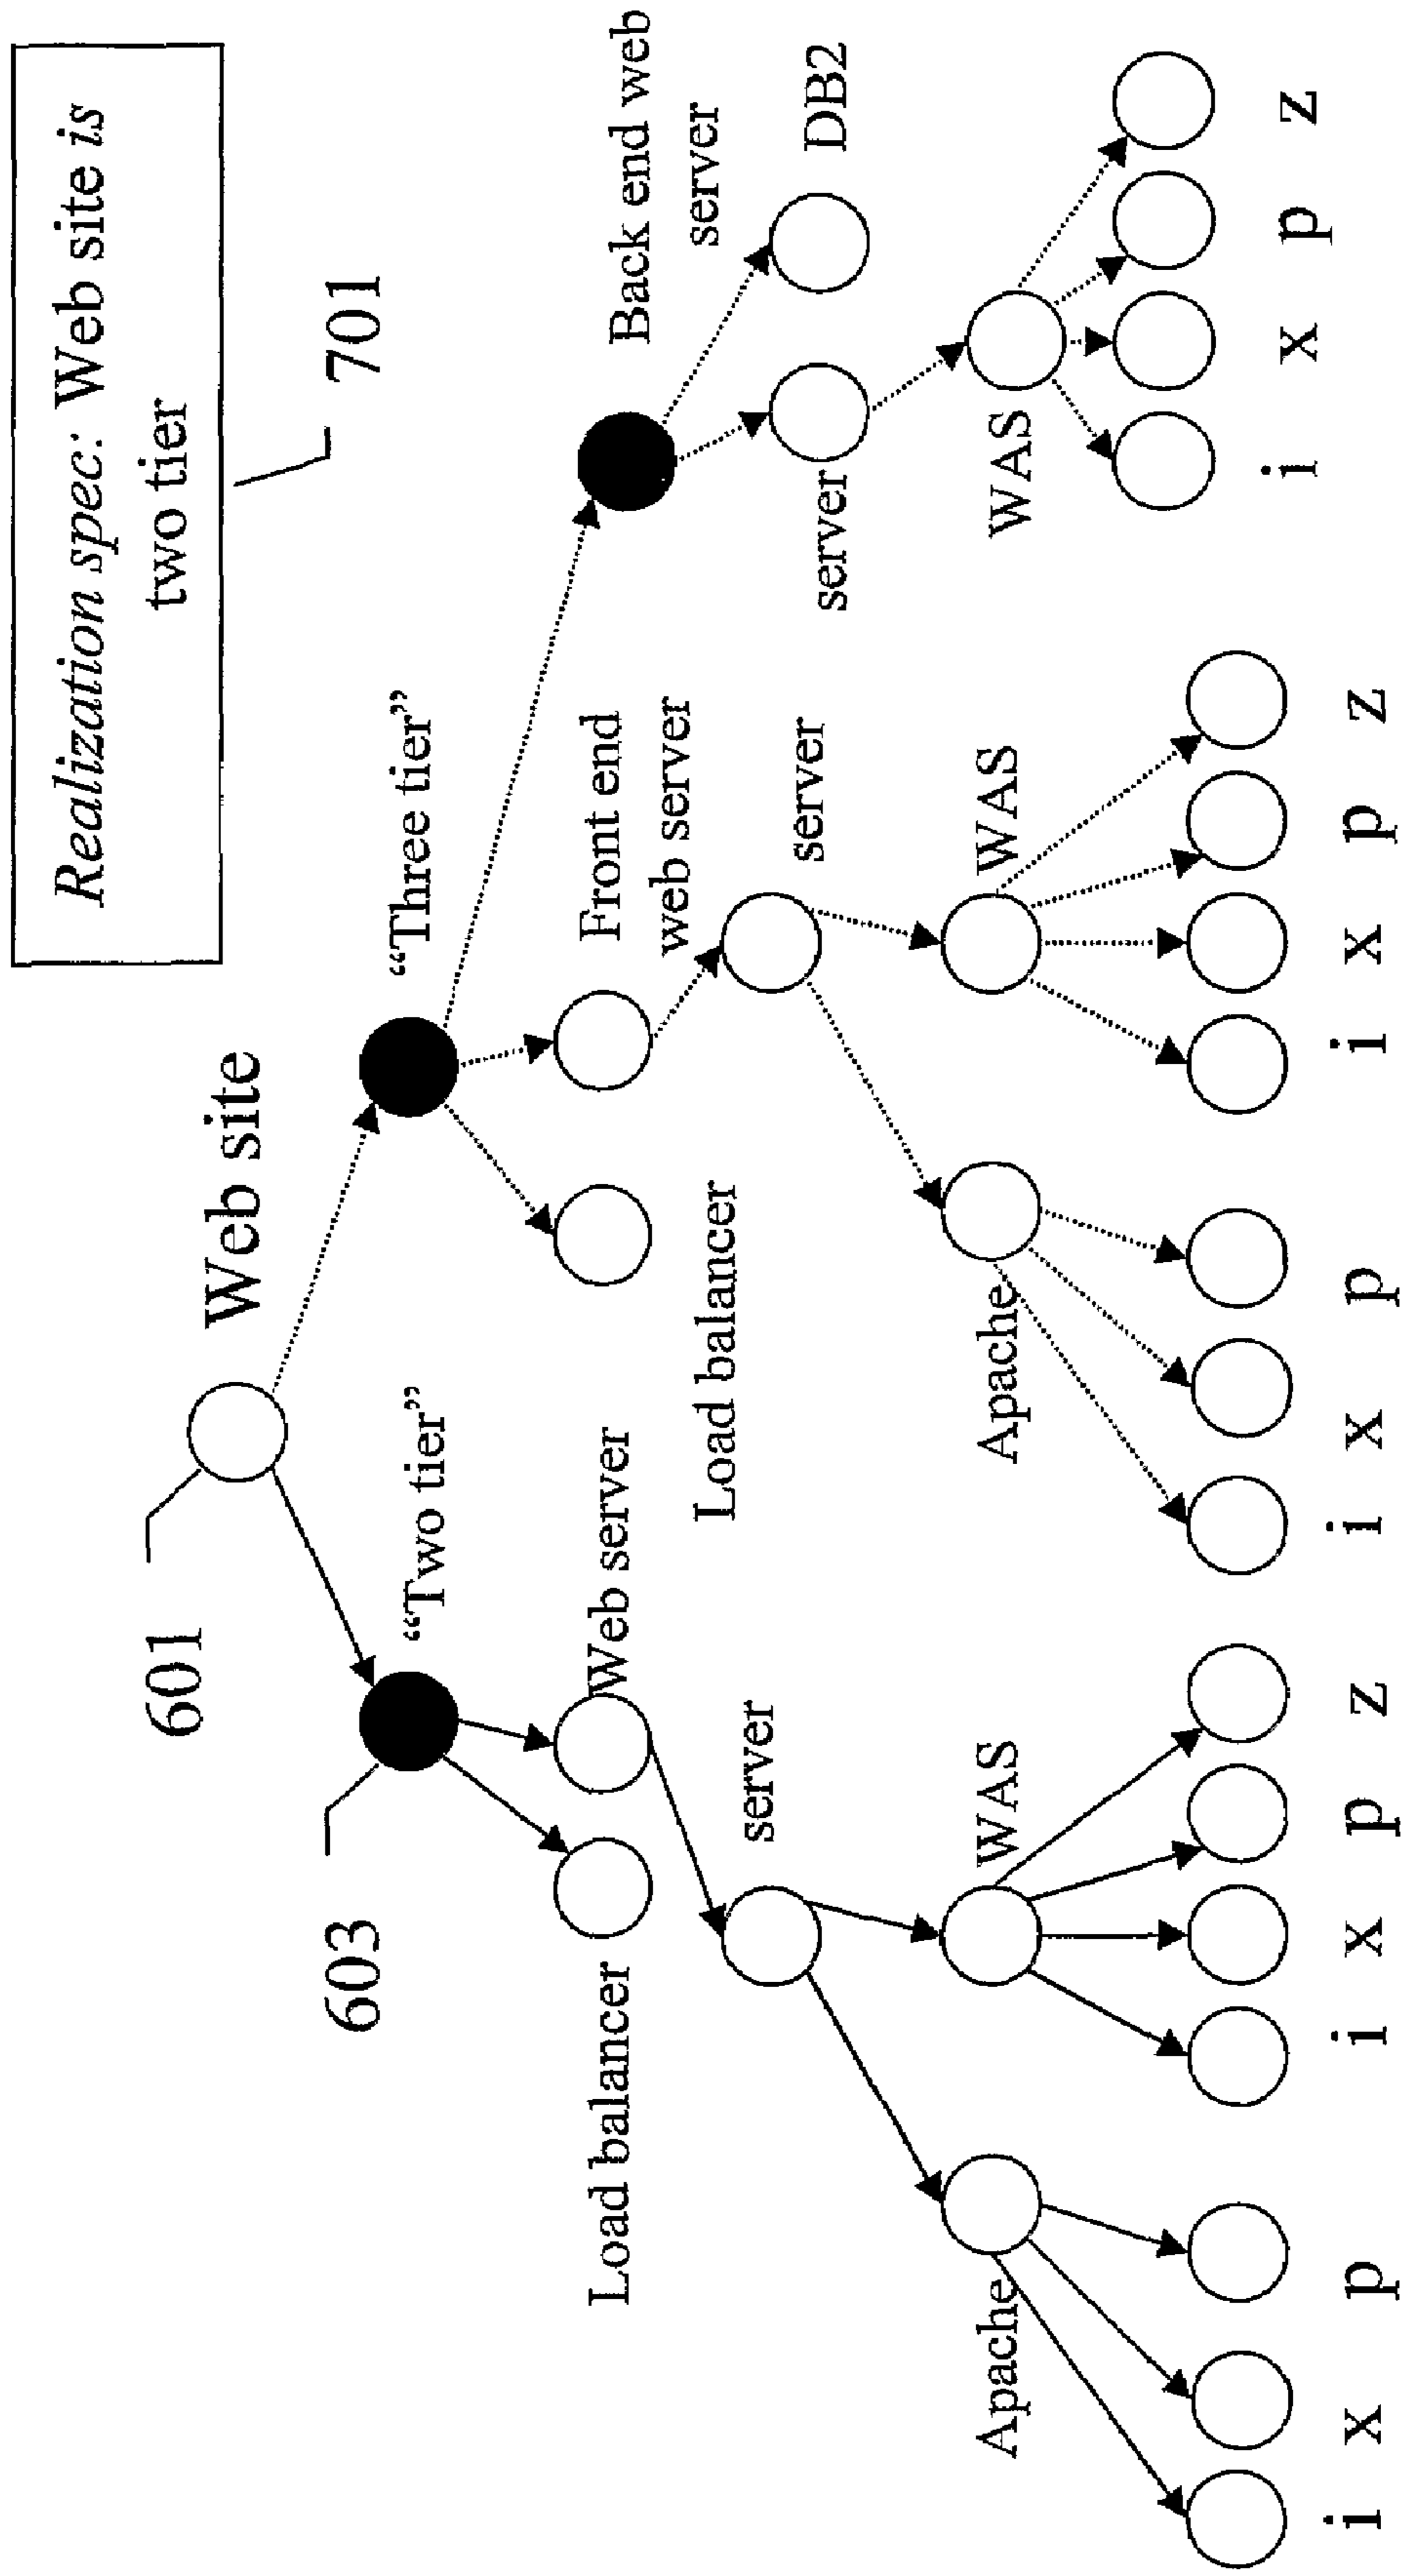 Realization spec: Web site is
two tier
701
Web site
601
603
“Two tier”
“Three tier”
Load balancer
Web server
Front end
web server
Back end web
server
Load balancer
server
server
server
DB2
Apache
WAS
Apache
WAS
WAS
i x p i x p z i x p i x p z i x p z